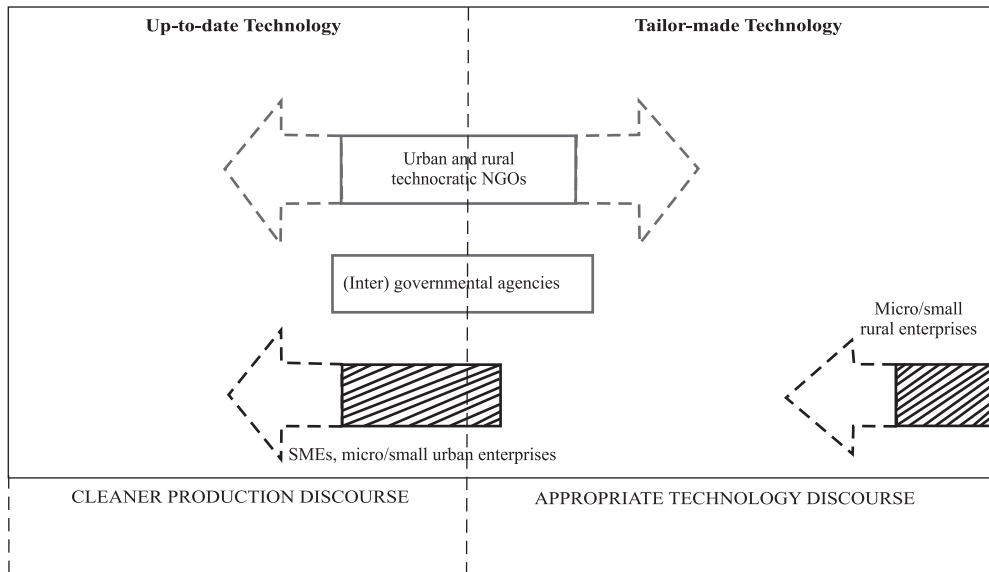 Up-to-date Technology
Tailor-made Technology
Urban and rural
technocratic NGOs
(Inter) governmental agencies
Micro/small
rural enterprises
SMEs, micro/small urban enterprises
CLEANER PRODUCTION DISCOURSE
APPROPRIATE TECHNOLOGY DISCOURSE